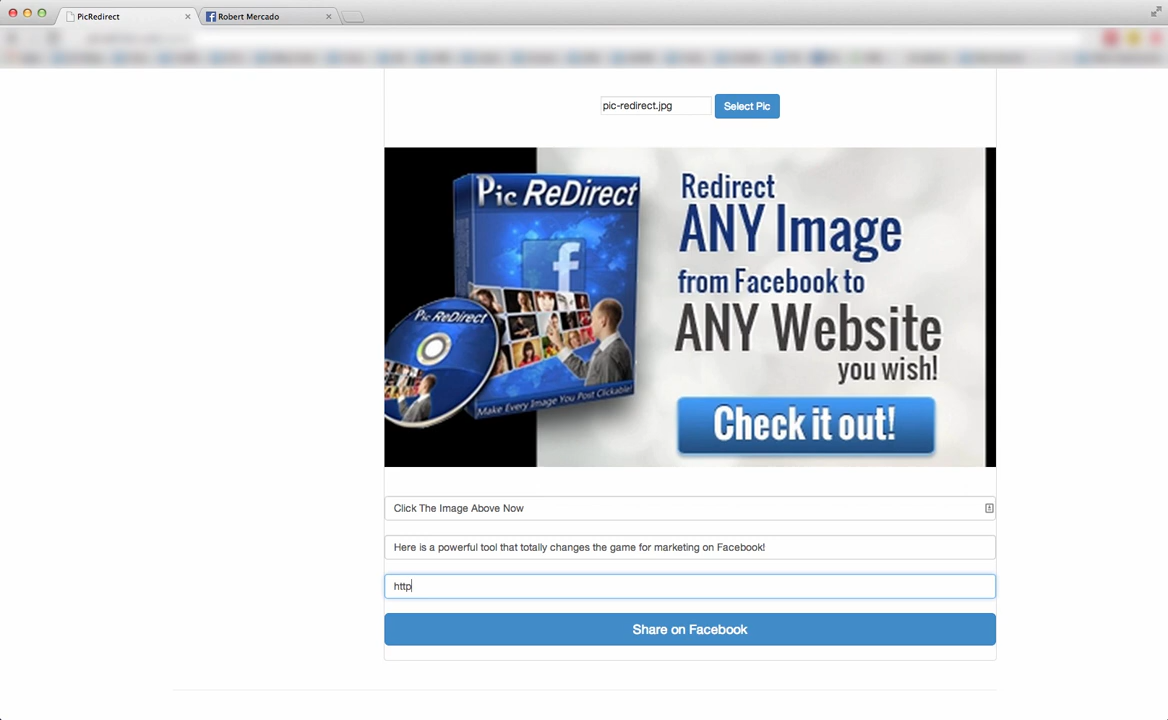 PicRedirect
Robert Mercado
pic-redirect.jpg
Select Pic
Pic ReDirect
f
Pic ReDirect
Make Every Image You Post Clickable!
Redirect
ANY Image
from Facebook to
ANY Website
you wish!
Check it out!
Click The Image Above Now
Here is a powerful tool that totally changes the game for marketing on Facebook!
http
Share on Facebook